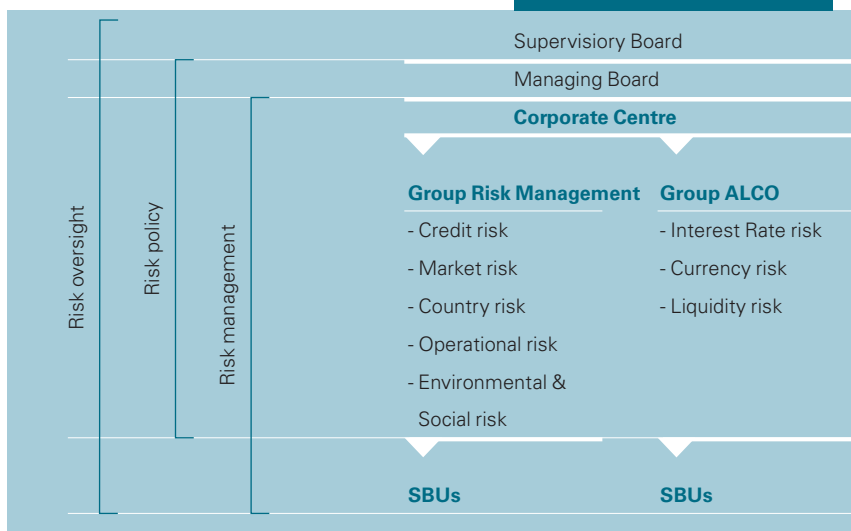 Supervisiory Board
Managing Board
Corporate Centre
Risk oversight
Risk policy
Risk management
Group Risk Management
- Credit risk
- Market risk
- Country risk
- Operational risk
- Environmental &
Social risk
Group ALCO
- Interest Rate risk
- Currency risk
- Liquidity risk
SBUs
SBUs